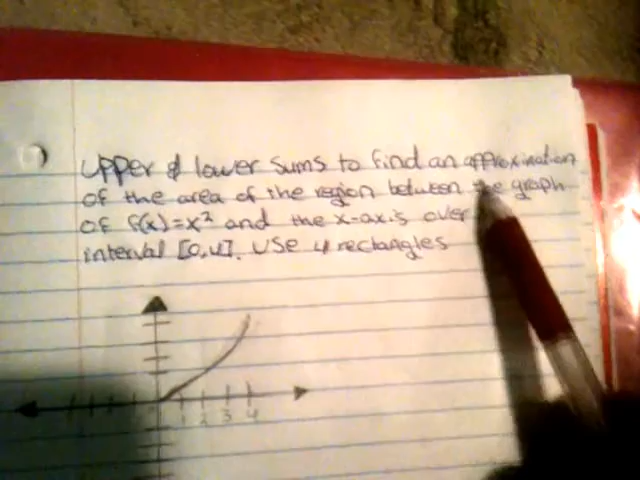 Upper & lower sums to find an approximation
of the area of the region between the graph
of f(x)=x² and the x-axis over
interval [0,4]. Use 4 rectangles
1 2 3 4